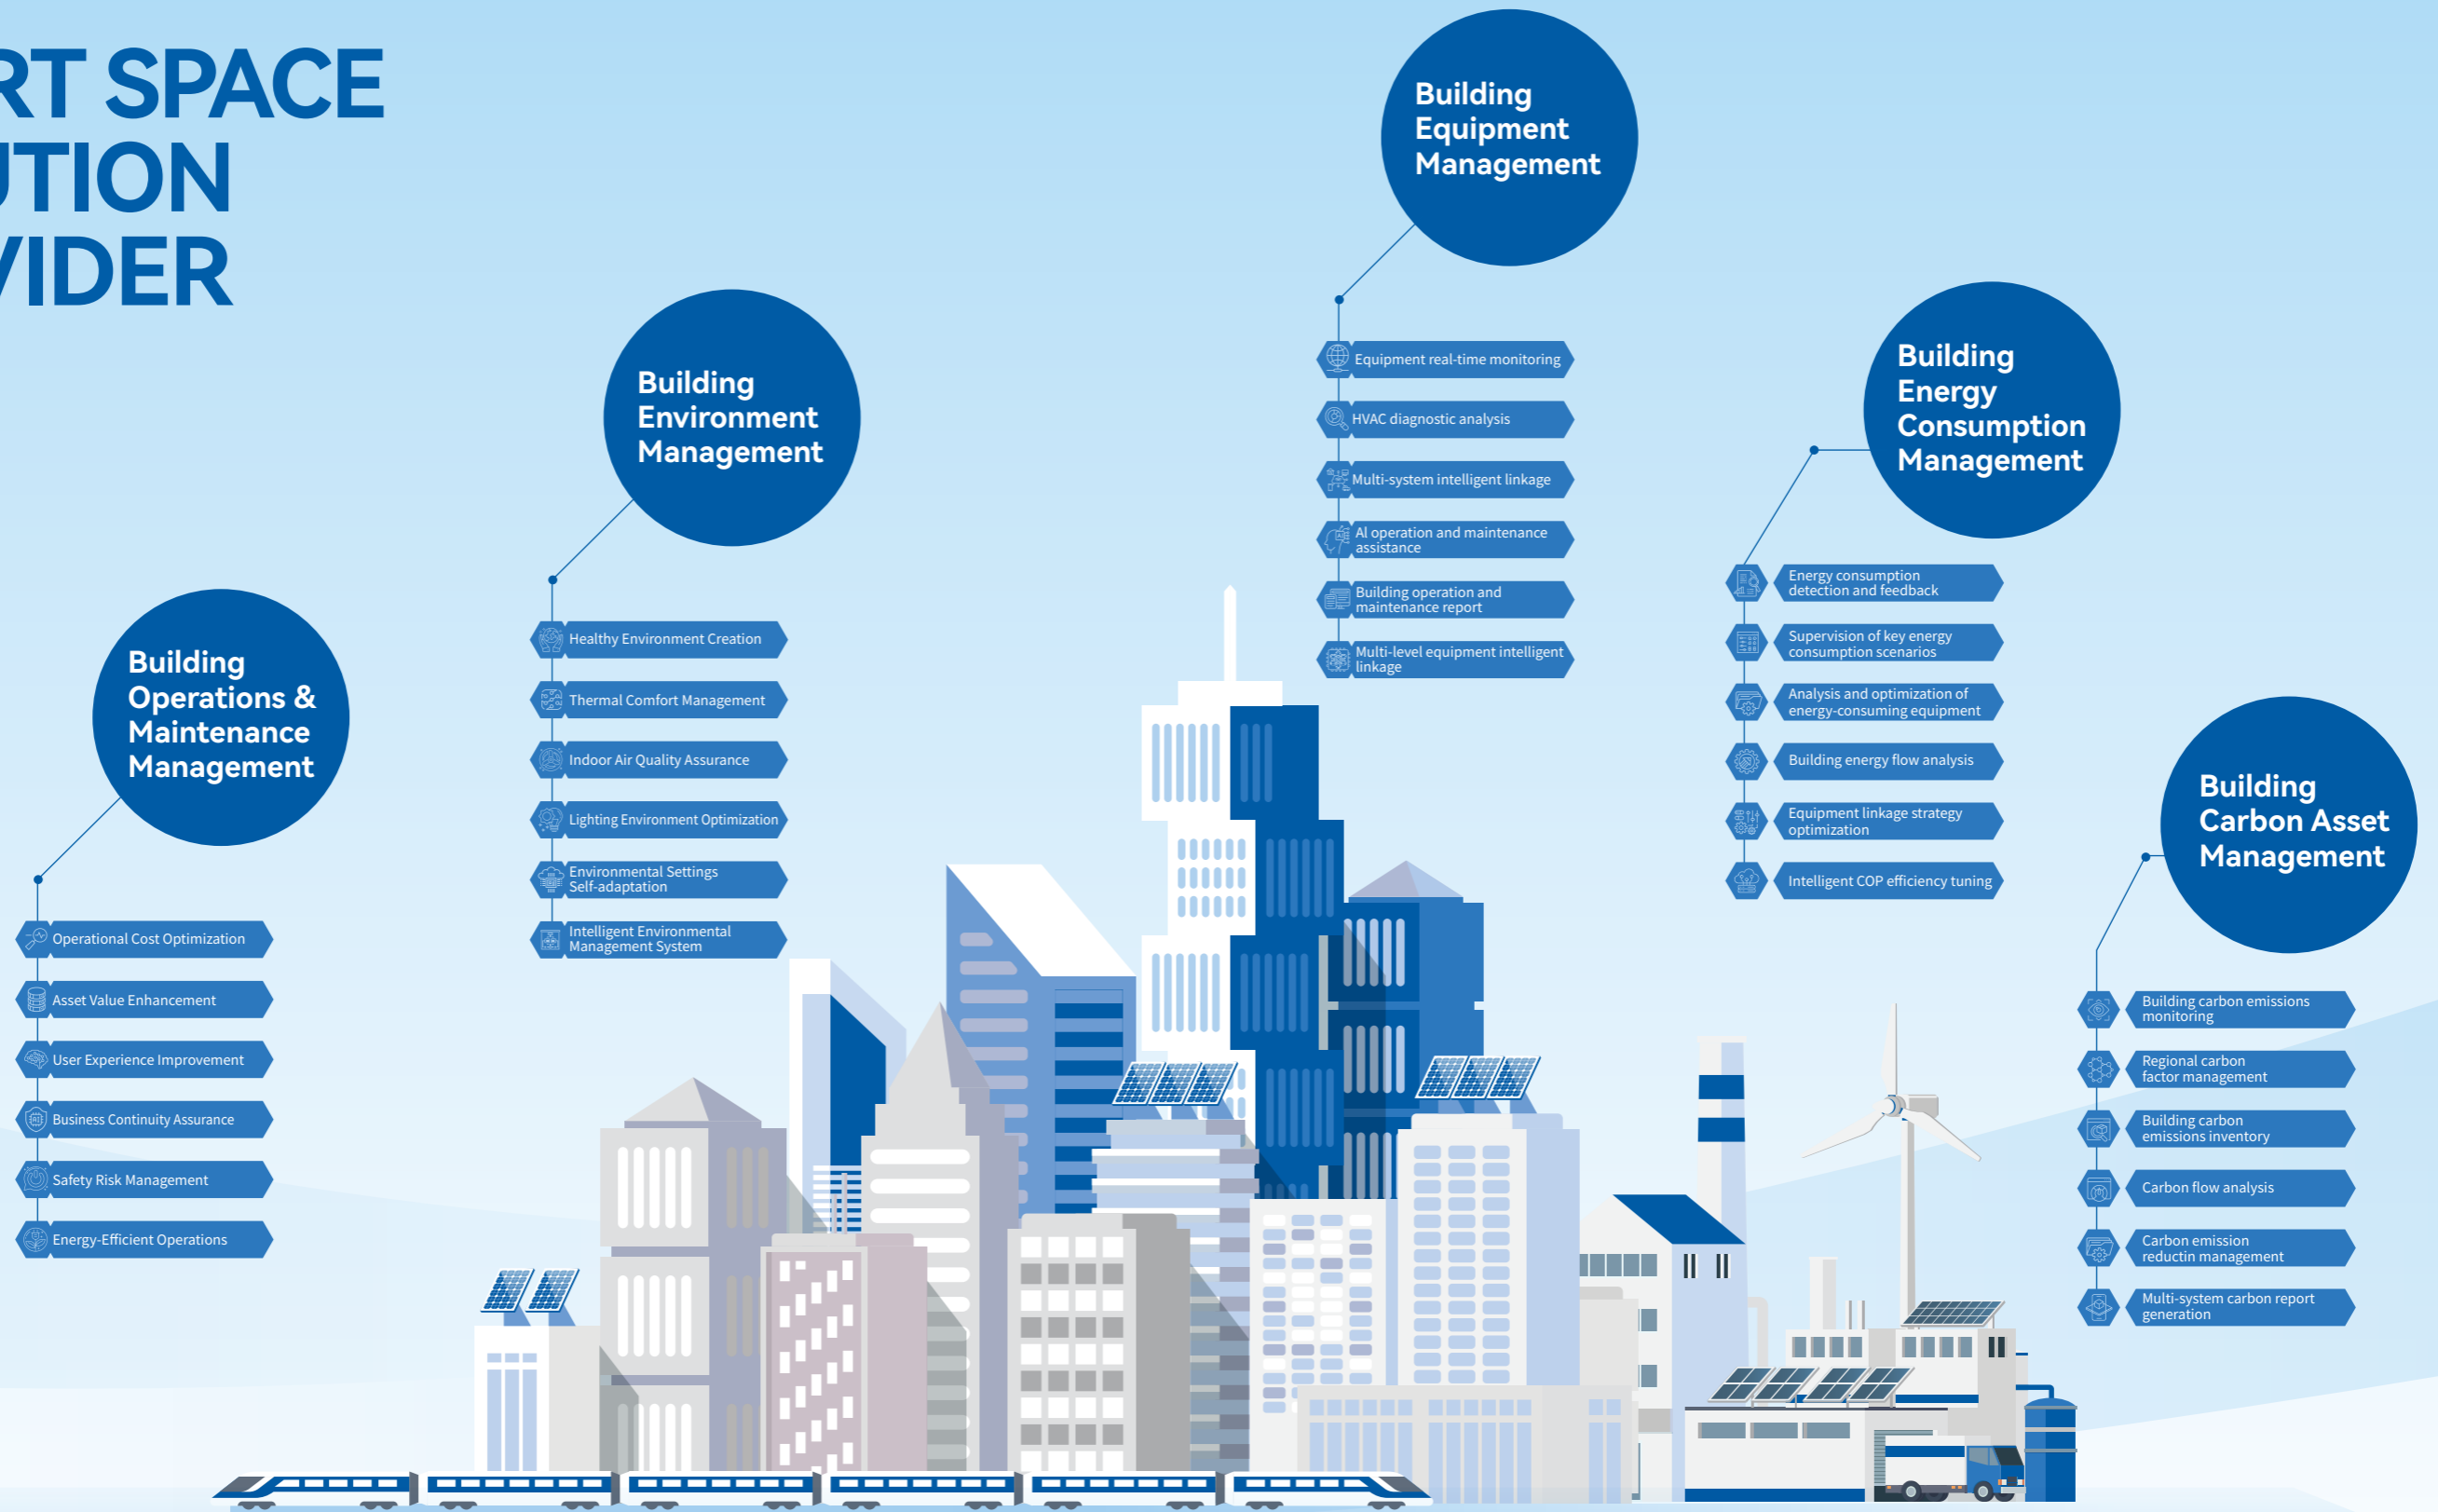 RT SPACE
UTION
VIDER
Building
Operations &
Maintenance
Management
Operational Cost Optimization
Asset Value Enhancement
User Experience Improvement
Business Continuity Assurance
Safety Risk Management
Energy-Efficient Operations
Building
Environment
Management
Healthy Environment Creation
Thermal Comfort Management
Indoor Air Quality Assurance
Lighting Environment Optimization
Environmental Settings
Self-adaptation
Intelligent Environmental
Management System
Building
Equipment
Management
Equipment real-time monitoring
HVAC diagnostic analysis
Multi-system intelligent linkage
AI operation and maintenance
assistance
Building operation and
maintenance report
Multi-level equipment intelligent
linkage
Building
Energy
Consumption
Management
Energy consumption
detection and feedback
Supervision of key energy
consumption scenarios
Analysis and optimization of
energy-consuming equipment
Building energy flow analysis
Equipment linkage strategy
optimization
Intelligent COP efficiency tuning
Building
Carbon Asset
Management
Building carbon emissions
monitoring
Regional carbon
factor management
Building carbon
emissions inventory
Carbon flow analysis
Carbon emission
reductin management
Multi-system carbon report
generation